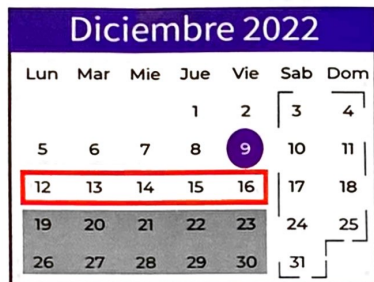 Diciembre 2022
Lun Mar Mie Jue Vie Sab Dom
1 2 3 4
5 6 7 8 9 10 11
12 13 14 15 16 17 18
19 20 21 22 23 24 25
26 27 28 29 30 31